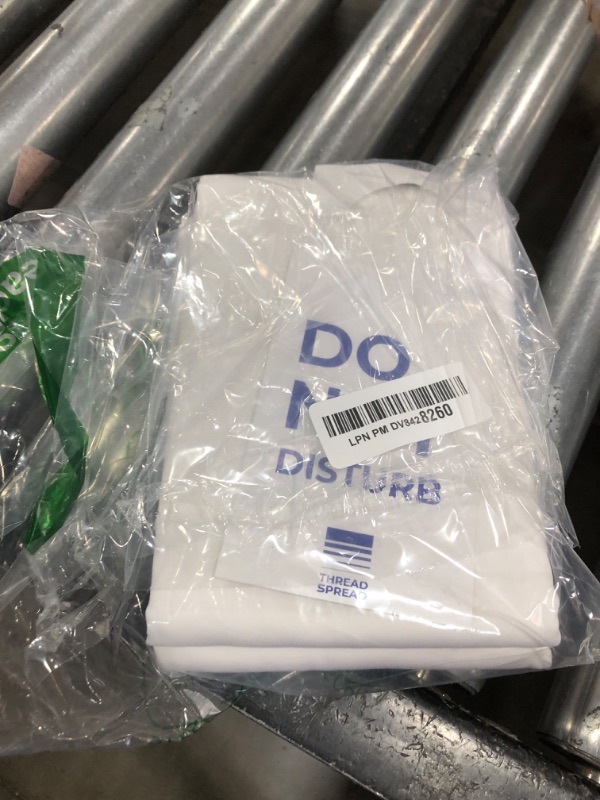 DO
DISTURB
LPN PM DV8428260
THREAD
SPREAD